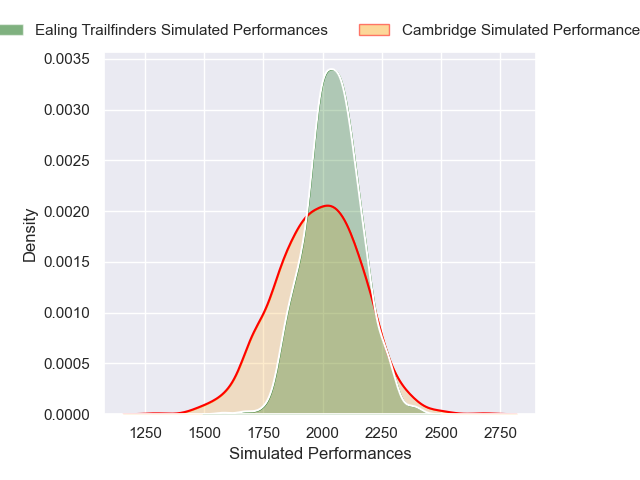 Ealing Trailfinders Simulated Performances Cambridge Simulated Performance
0.0035
0.0030
0.0025
0.0020
0.0015
0.0010
0.0005
0.0000
Density
1250 1500 1750 2000 2250 2500 2750
Simulated Performances